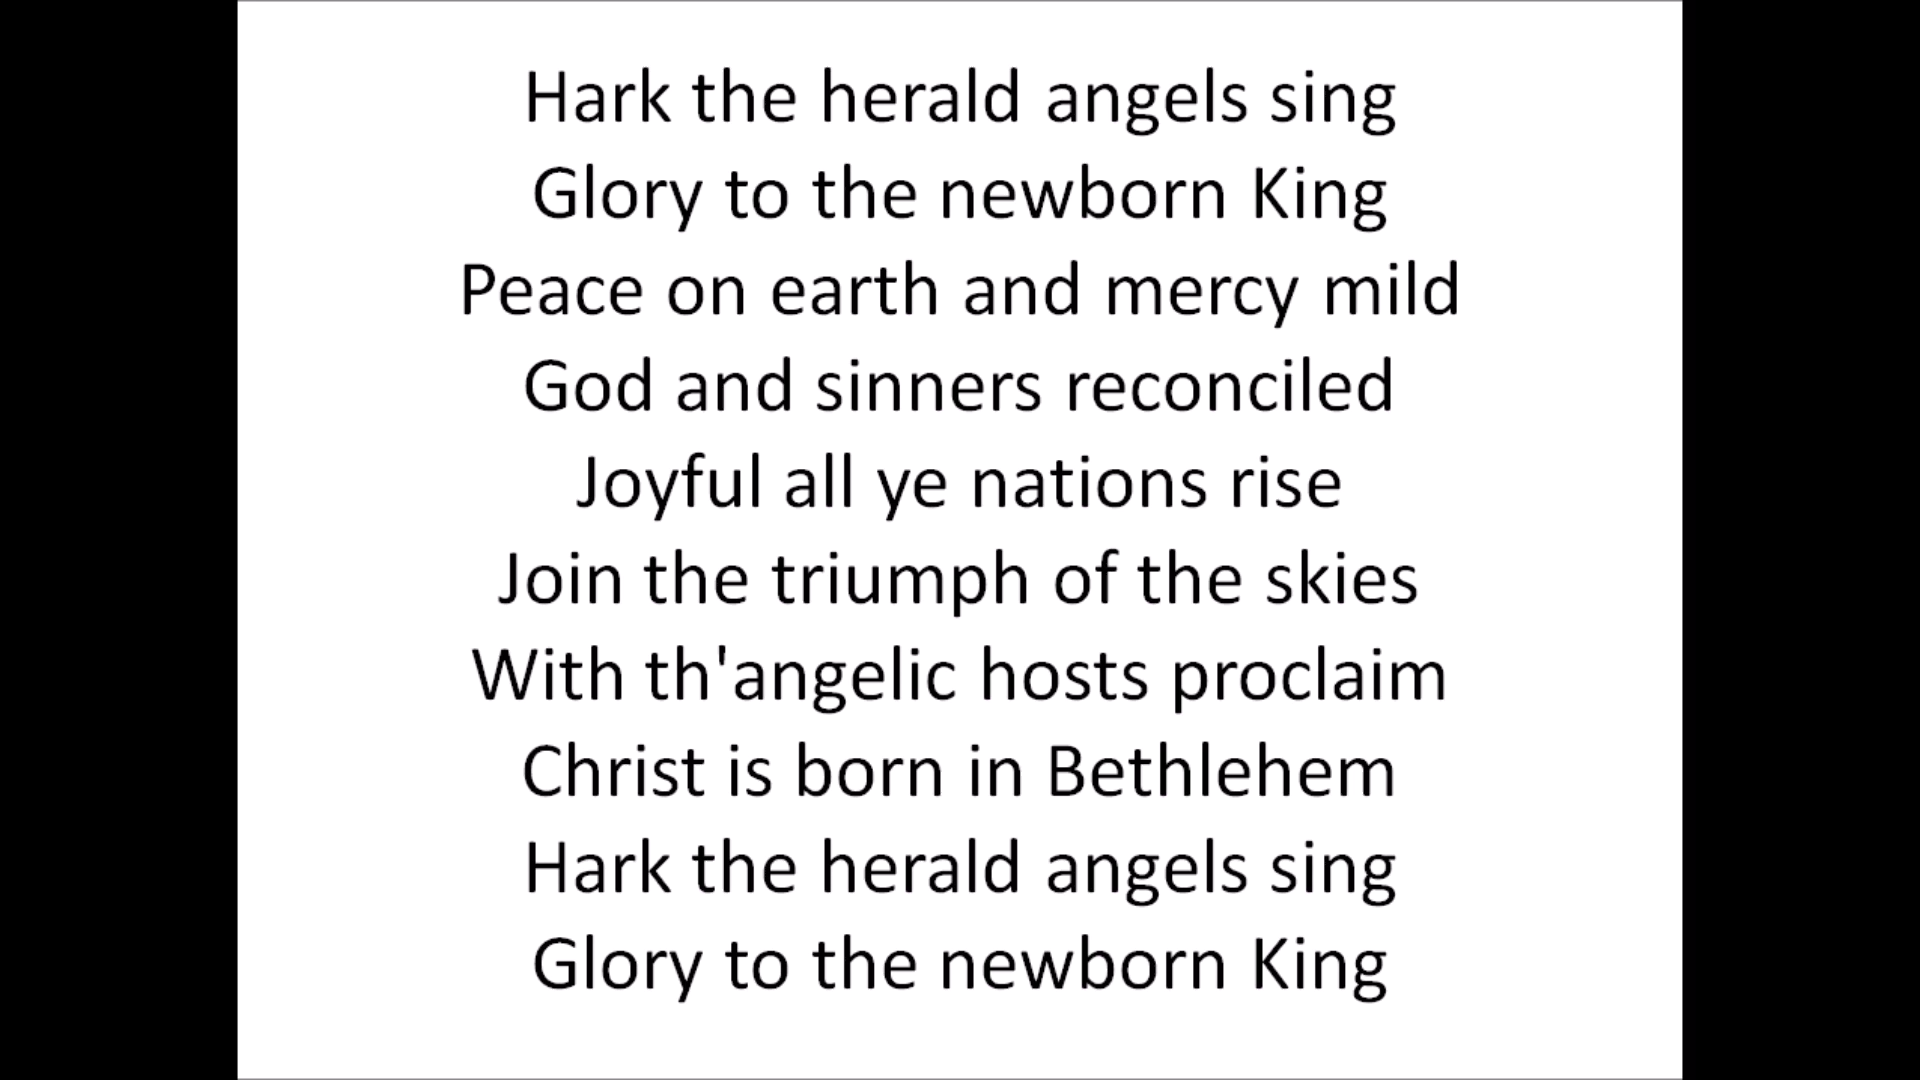 Hark the herald angels sing
Glory to the newborn King
Peace on earth and mercy mild
God and sinners reconciled
Joyful all ye nations rise
Join the triumph of the skies
With th'angelic hosts proclaim
Christ is born in Bethlehem
Hark the herald angels sing
Glory to the newborn King